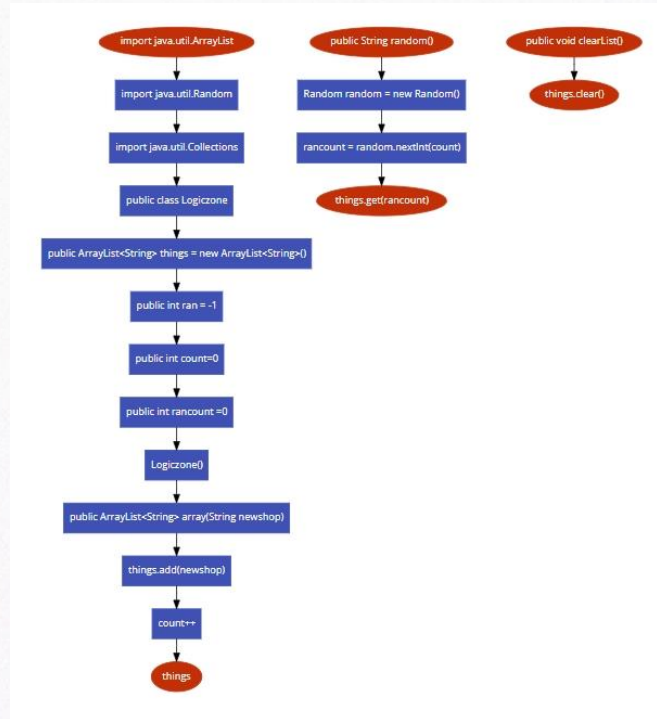 import java.util.ArrayList
import java.util.Random
import java.util.Collections
public class Logiczone
public ArrayList<String> things = new ArrayList<String>()
public int ran = -1
public int count=0
public int rancount =0
Logiczone()
public ArrayList<String> array(String newshop)
things.add(newshop)
count++
things
public String random()
Random random = new Random()
rancount = random.nextInt(count)
things.get(rancount)
public void clearList()
things.clear()